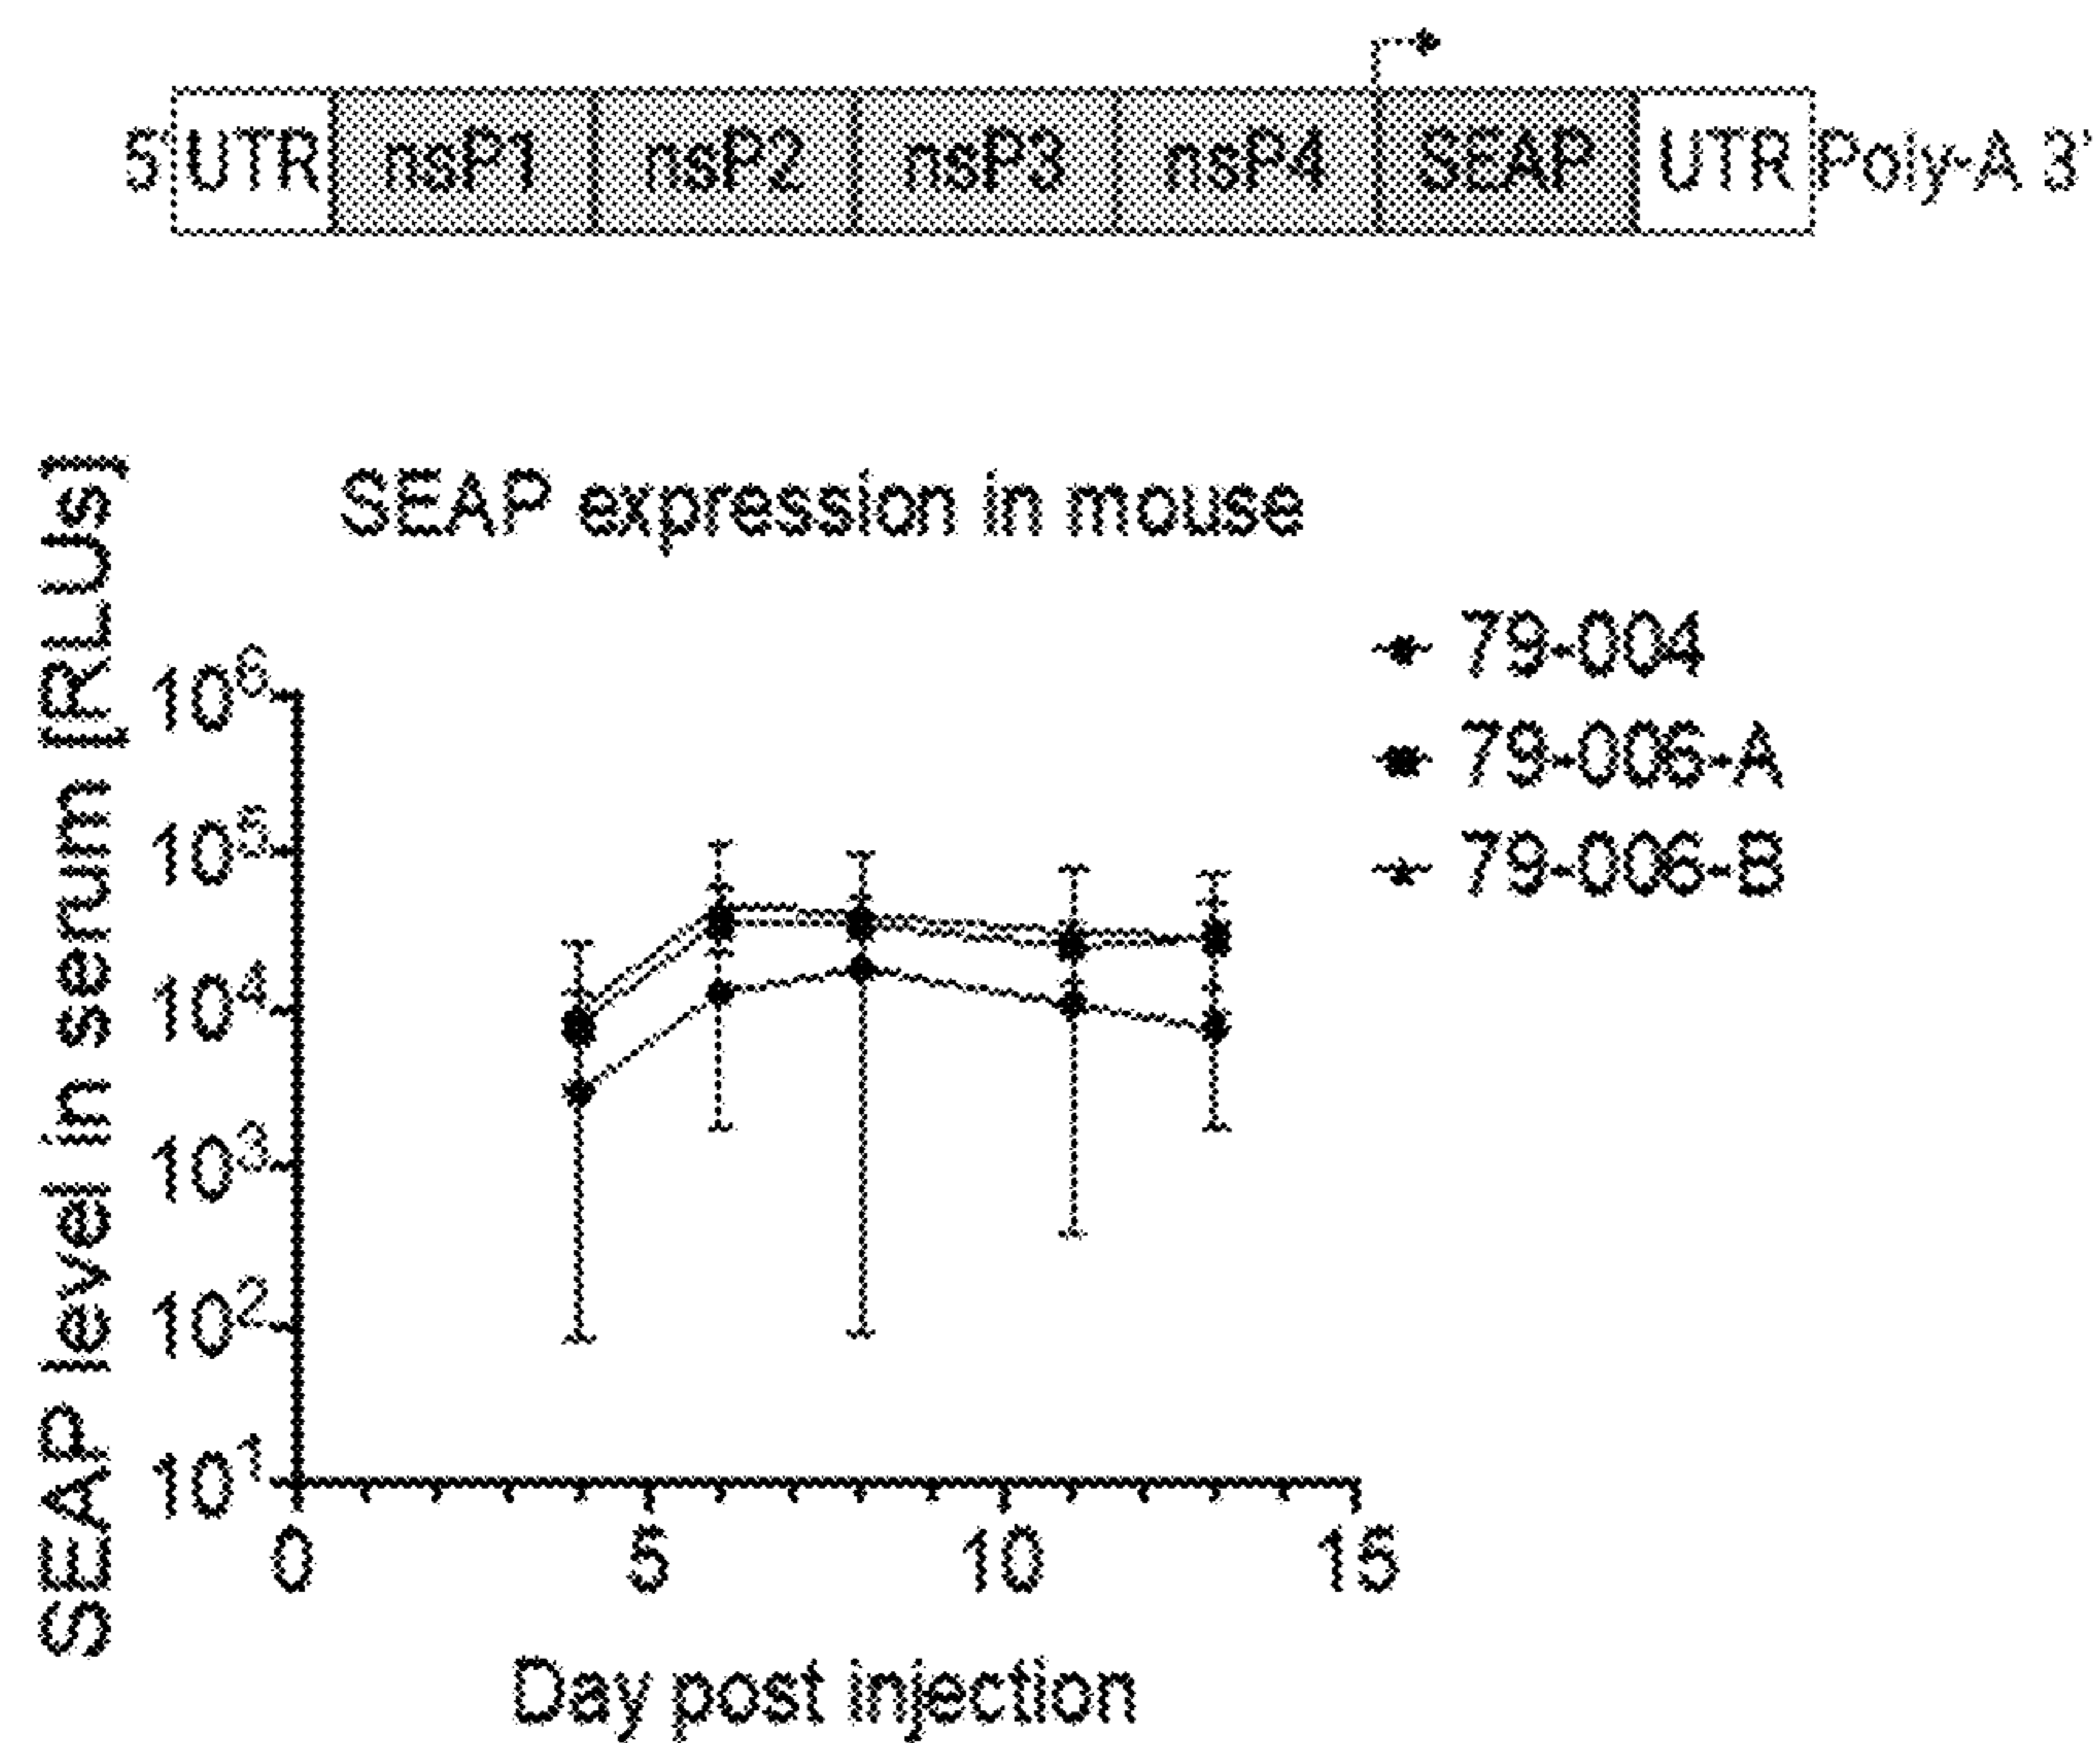 5' UTR nsP1 nsP2 nsP3 nsP4 SEAP UTR Poly-A 3'
SEAP expression in mouse
SEAP level in serum [RLUs]
10^6
10^5
10^4
10^3
10^2
10^1
0 5 10 15
Day post injection
79-004
79-006-A
79-006-B